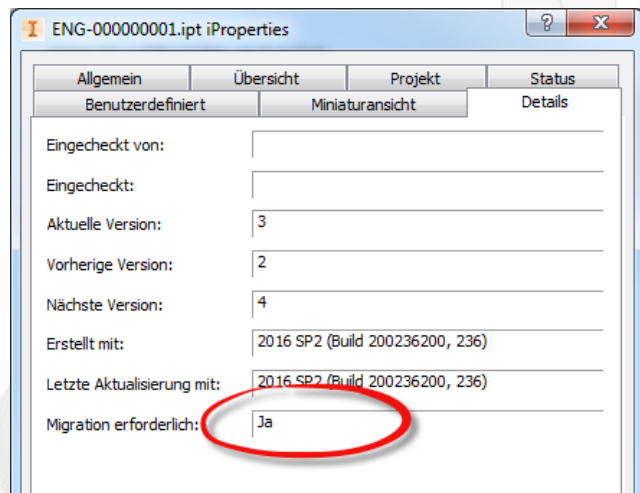 ENG-000000001.ipt iProperties
Allgemein Übersicht Projekt Status
Benutzerdefiniert Miniaturansicht Details
Eingecheckt von:
Eingecheckt:
Aktuelle Version: 3
Vorherige Version: 2
Nächste Version: 4
Erstellt mit: 2016 SP2 (Build 200236200, 236)
Letzte Aktualisierung mit: 2016 SP2 (Build 200236200, 236)
Migration erforderlich: Ja